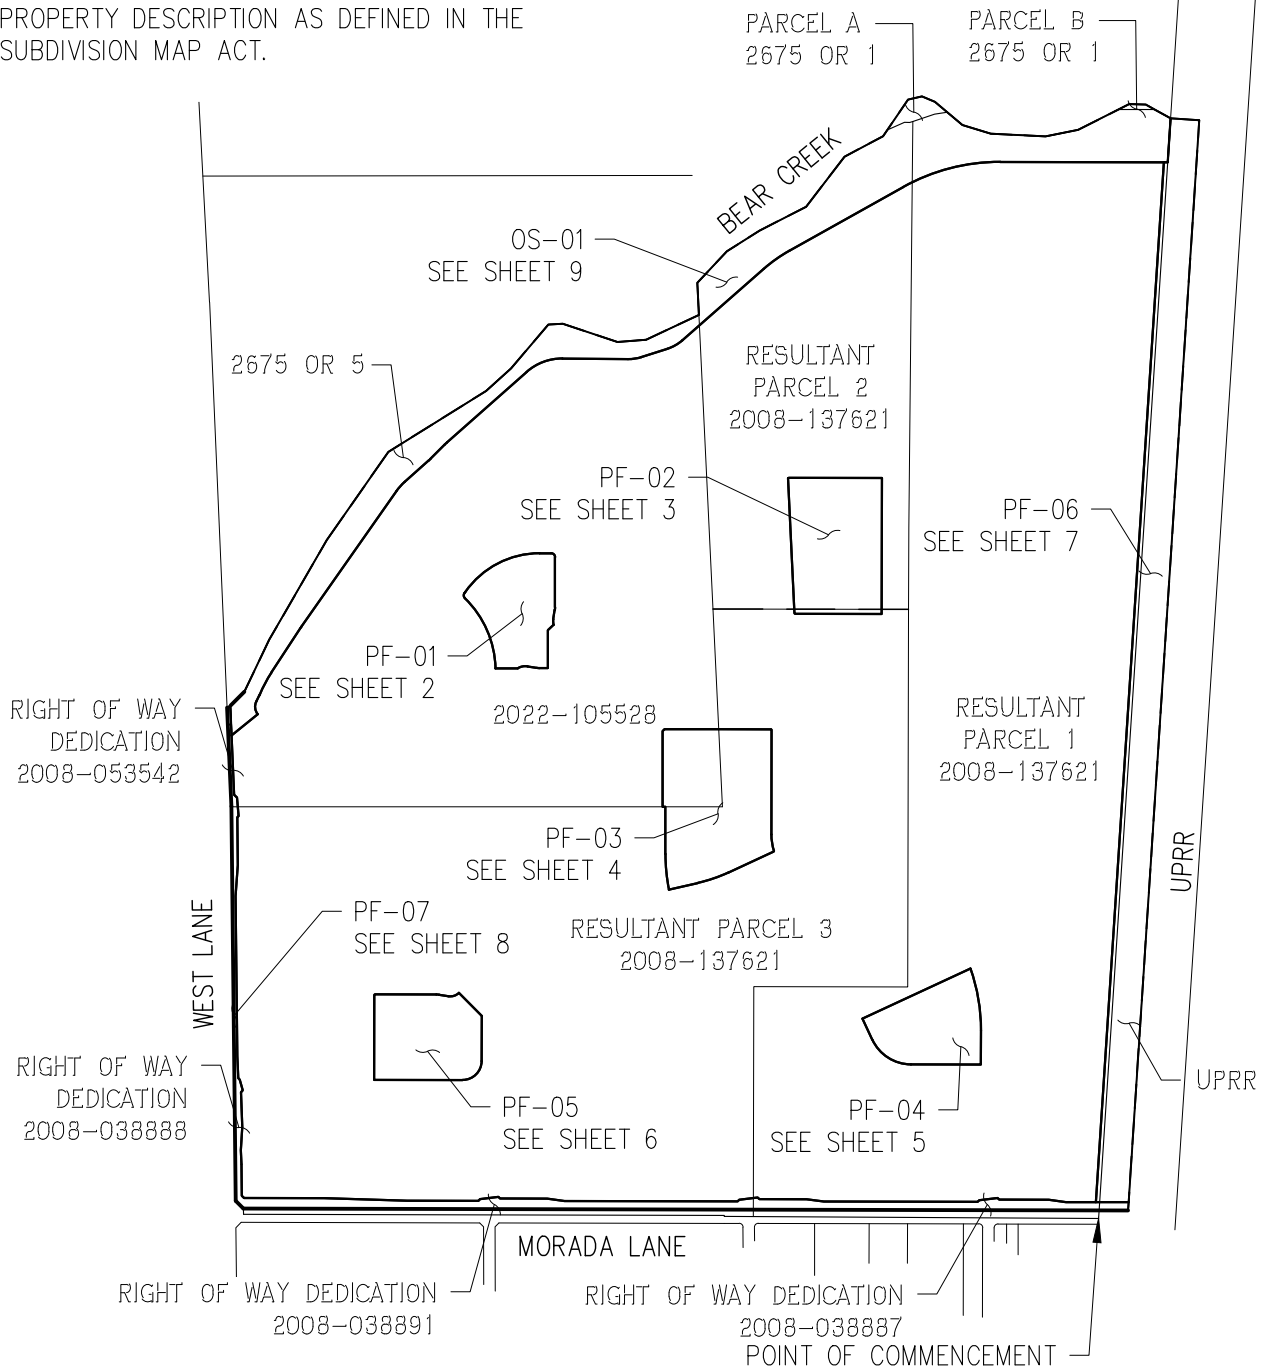 PROPERTY DESCRIPTION AS DEFINED IN THE
SUBDIVISION MAP ACT.
PARCEL A
2675 OR 1
PARCEL B
2675 OR 1
BEAR CREEK
OS-01
SEE SHEET 9
2675 OR 5
RESULTANT
PARCEL 2
2008-137621
PF-02
SEE SHEET 3
PF-06
SEE SHEET 7
PF-01
SEE SHEET 2
2022-105528
RIGHT OF WAY
DEDICATION
2008-053542
RESULTANT
PARCEL 1
2008-137621
PF-03
SEE SHEET 4
UPRR
PF-07
SEE SHEET 8
RESULTANT PARCEL 3
2008-137621
WEST LANE
RIGHT OF WAY
DEDICATION
2008-038888
UPRR
PF-05
SEE SHEET 6
PF-04
SEE SHEET 5
MORADA LANE
RIGHT OF WAY DEDICATION
2008-038891
RIGHT OF WAY DEDICATION
2008-038887
POINT OF COMMENCEMENT